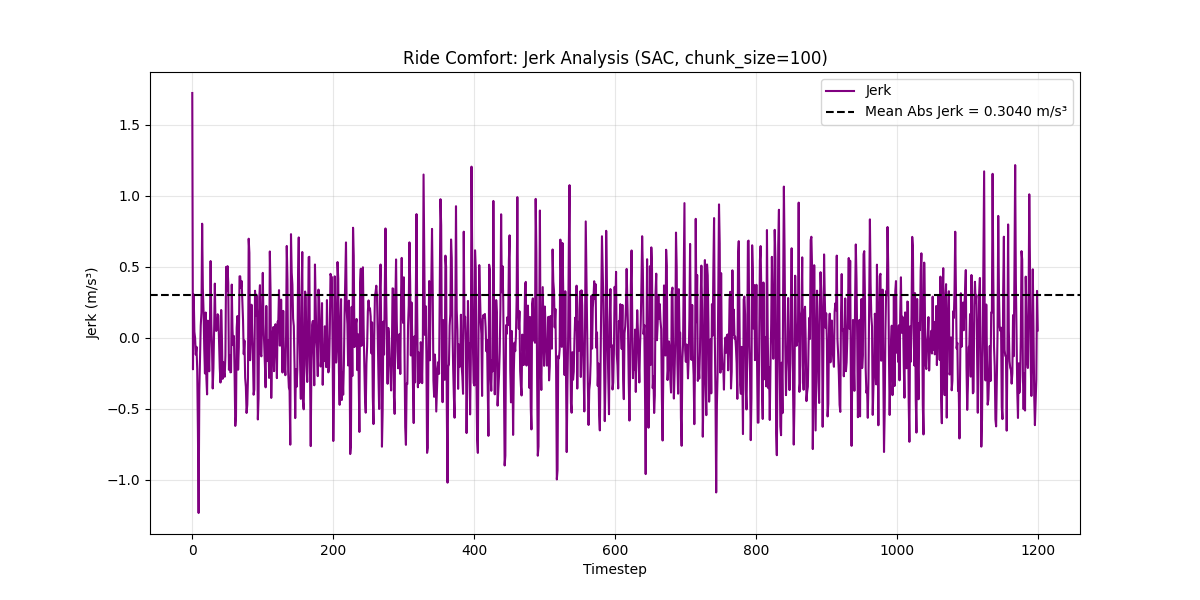 Ride Comfort: Jerk Analysis (SAC, chunk_size=100)
Jerk
Mean Abs Jerk = 0.3040 m/s³
Jerk (m/s³)
1.5
1.0
0.5
0.0
−0.5
−1.0
0 200 400 600 800 1000 1200
Timestep